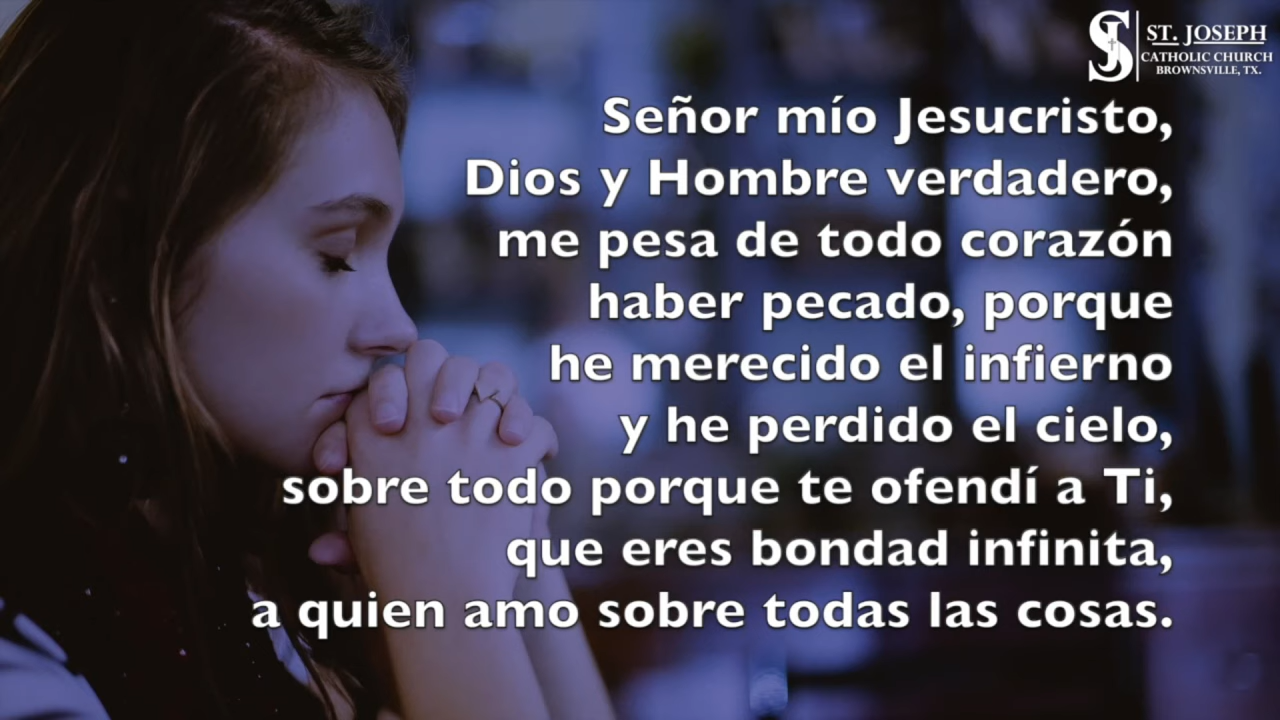 SJ
ST. JOSEPH
CATHOLIC CHURCH
BROWNSVILLE, TX.
Señor mío Jesucristo,
Dios y Hombre verdadero,
me pesa de todo corazón
haber pecado, porque
he merecido el infierno
y he perdido el cielo,
sobre todo porque te ofendí a Ti,
que eres bondad infinita,
a quien amo sobre todas las cosas.